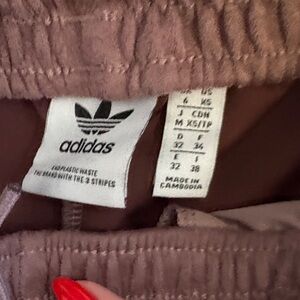 adidas
END PLASTIC WASTE
THE BRAND WITH THE 3 STRIPES
UK US
6 XS
J CDN
M XS/TP
D F
32 34
E I
32 38
MADE IN
CAMBODIA